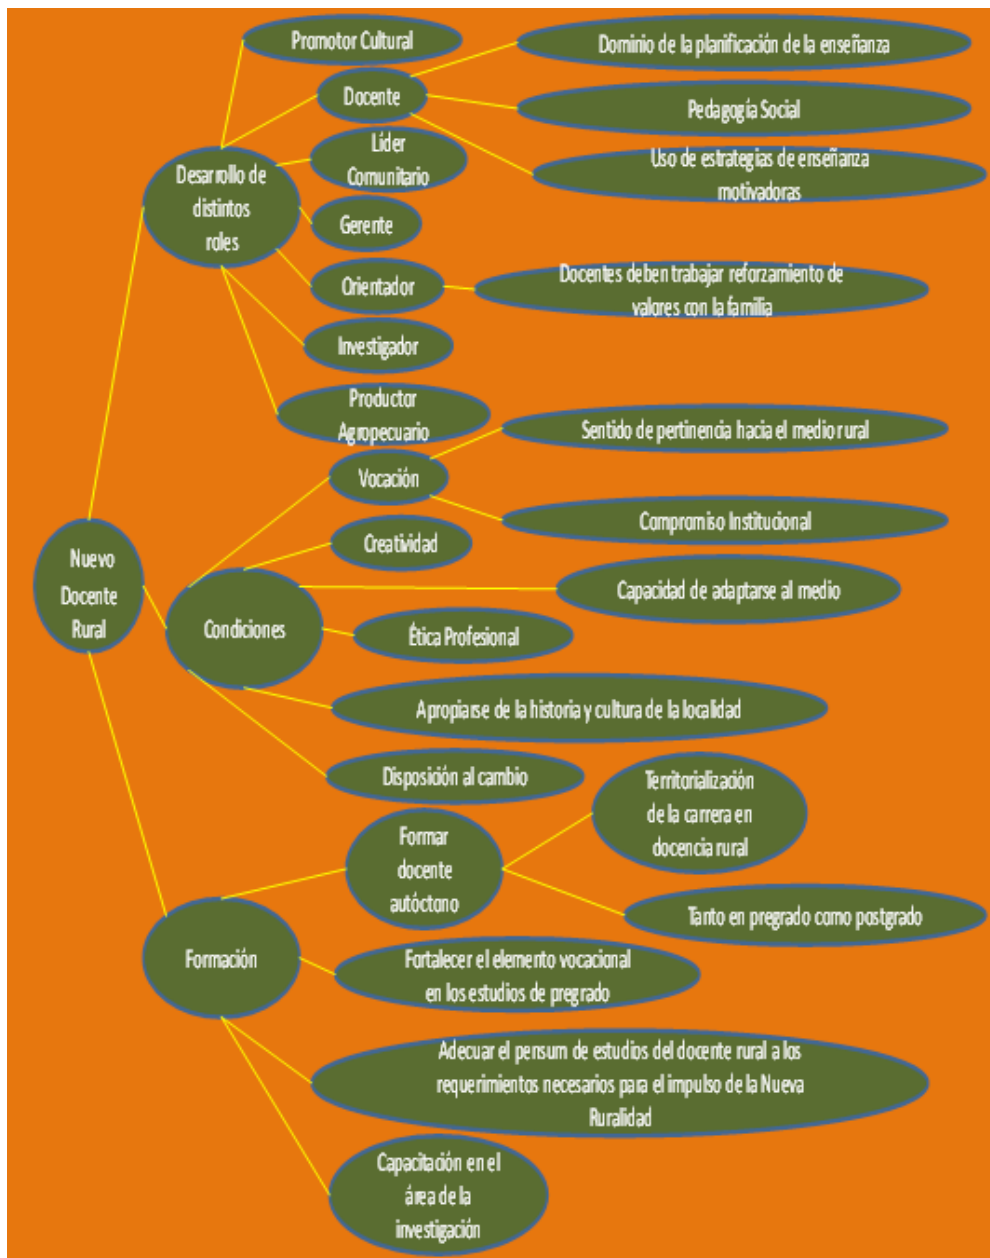 Promotor Cultural
Docente
Dominio de la planificación de la enseñanza
Pedagogía Social
Uso de estrategias de enseñanza
motivadoras
Líder
Comunitario
Desarrollo de
distintos
roles
Gerente
Orientador
Docentes deben trabajar reforzamiento de
valores con la familia
Investigador
Productor
Agropecuario
Vocación
Sentido de pertinencia hacia el medio rural
Compromiso Institucional
Creatividad
Nuevo
Docente
Rural
Condiciones
Capacidad de adaptarse al medio
Ética Profesional
Apropiarse de la historia y cultura de la localidad
Disposición al cambio
Formar
docente
autóctono
Territorialización
de la carrera en
docencia rural
Tanto en pregrado como postgrado
Formación
Fortalecer el elemento vocacional
en los estudios de pregrado
Adecuar el pensum de estudios del docente rural a los
requerimientos necesarios para el impulso de la Nueva
Ruralidad
Capacitación en el
área de la
investigación